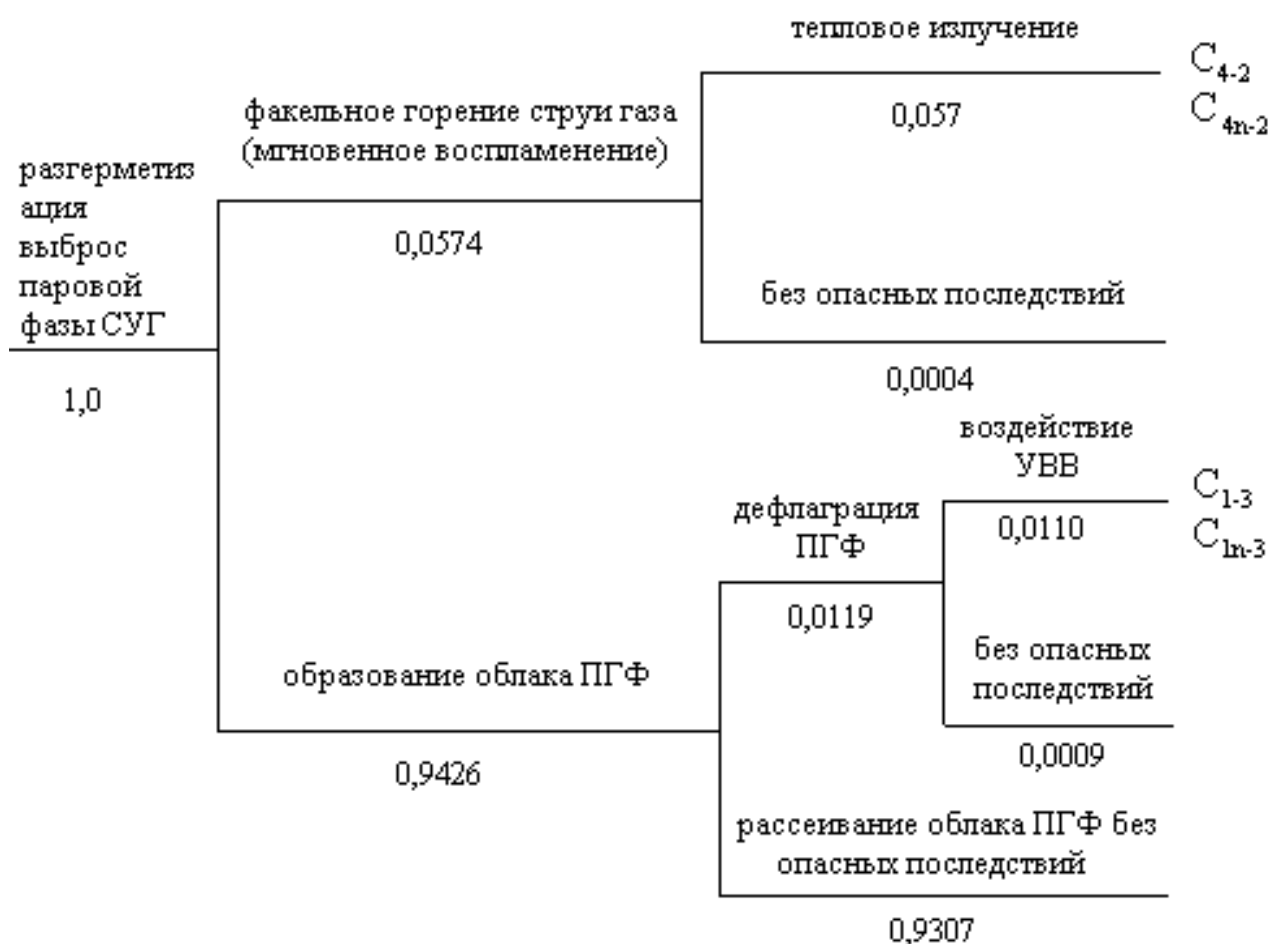 тепловое излучение
C4-2
0,057
C4n-2
факельное горение струи газа
(мгновенное воспламенение)
разгерметиз
ация
выброс
паровой
фазы СУГ
0,0574
без опасных последствий
0,0004
1,0
воздействие
УВВ
C1-3
дефлаграция
ПГФ
0,0110
C1n-3
0,0119
без опасных
последствий
образование облака ПГФ
0,0009
0,9426
рассеивание облака ПГФ без
опасных последствий
0,9307